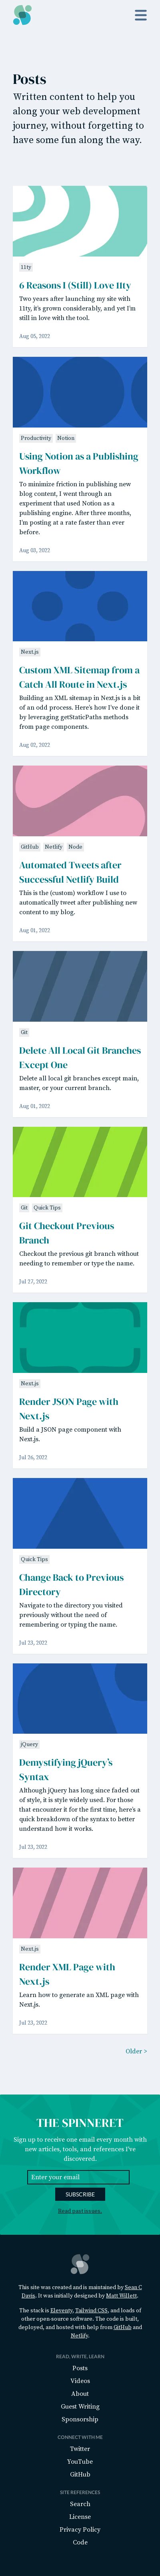 Posts
Written content to help you
along your web development
journey, without forgetting to
have some fun along the way.
11ty
6 Reasons I (Still) Love 11ty
Two years after launching my site with
11ty, it's grown considerably, and yet I'm
still in love with the tool.
Aug 05, 2022
Productivity Notion
Using Notion as a Publishing
Workflow
To minimize friction in publishing new
blog content, I went through an
experiment that used Notion as a
publishing engine. After three months,
I'm posting at a rate faster than ever
before.
Aug 03, 2022
Next.js
Custom XML Sitemap from a
Catch All Route in Next.js
Building an XML sitemap in Next.js is a bit
of an odd process. Here's how I've done it
by leveraging getStaticPaths methods
from page components.
Aug 02, 2022
GitHub Netlify Node
Automated Tweets after
Successful Netlify Build
This is the (custom) workflow I use to
automatically tweet after publishing new
content to my blog.
Aug 01, 2022
Git
Delete All Local Git Branches
Except One
Delete all local git branches except main,
master, or your current branch.
Aug 01, 2022
Git Quick Tips
Git Checkout Previous
Branch
Checkout the previous git branch without
needing to remember or type the name.
Jul 27, 2022
Next.js
Render JSON Page with
Next.js
Build a JSON page component with
Next.js.
Jul 26, 2022
Quick Tips
Change Back to Previous
Directory
Navigate to the directory you visited
previously without the need of
remembering or typing the name.
Jul 23, 2022
jQuery
Demystifying jQuery's
Syntax
Although jQuery has long since faded out
of style, it is style widely used. For those
that encounter it for the first time, here's a
quick breakdown of the syntax to better
understand how it works.
Jul 23, 2022
Next.js
Render XML Page with
Next.js
Learn how to generate an XML page with
Next.js.
Jul 23, 2022
Older >
THE SPINNERET
Sign up to receive one email every month with
new articles, tools, and references I've
discovered.
Enter your email
SUBSCRIBE
Read past issues.
This site was created and is maintained by Sean C
Davis. It was initially designed by Matt Willett.
The stack is Eleventy, Tailwind CSS, and loads of
other open-source software. The code is built,
deployed, and hosted with help from GitHub and
Netlify.
READ, WRITE, LEARN
Posts
Videos
About
Guest Writing
Sponsorship
CONNECT WITH ME
Twitter
YouTube
GitHub
SITE REFERENCES
Search
License
Privacy Policy
Code